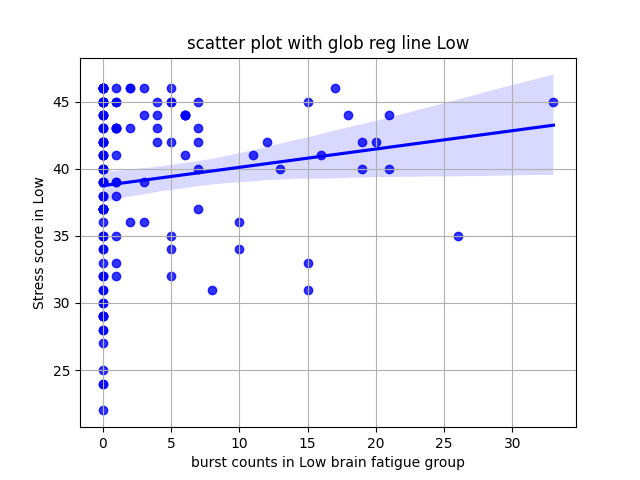 scatter plot with glob reg line Low
45
40
35
30
25
Stress score in Low
0 5 10 15 20 25 30
burst counts in Low brain fatigue group